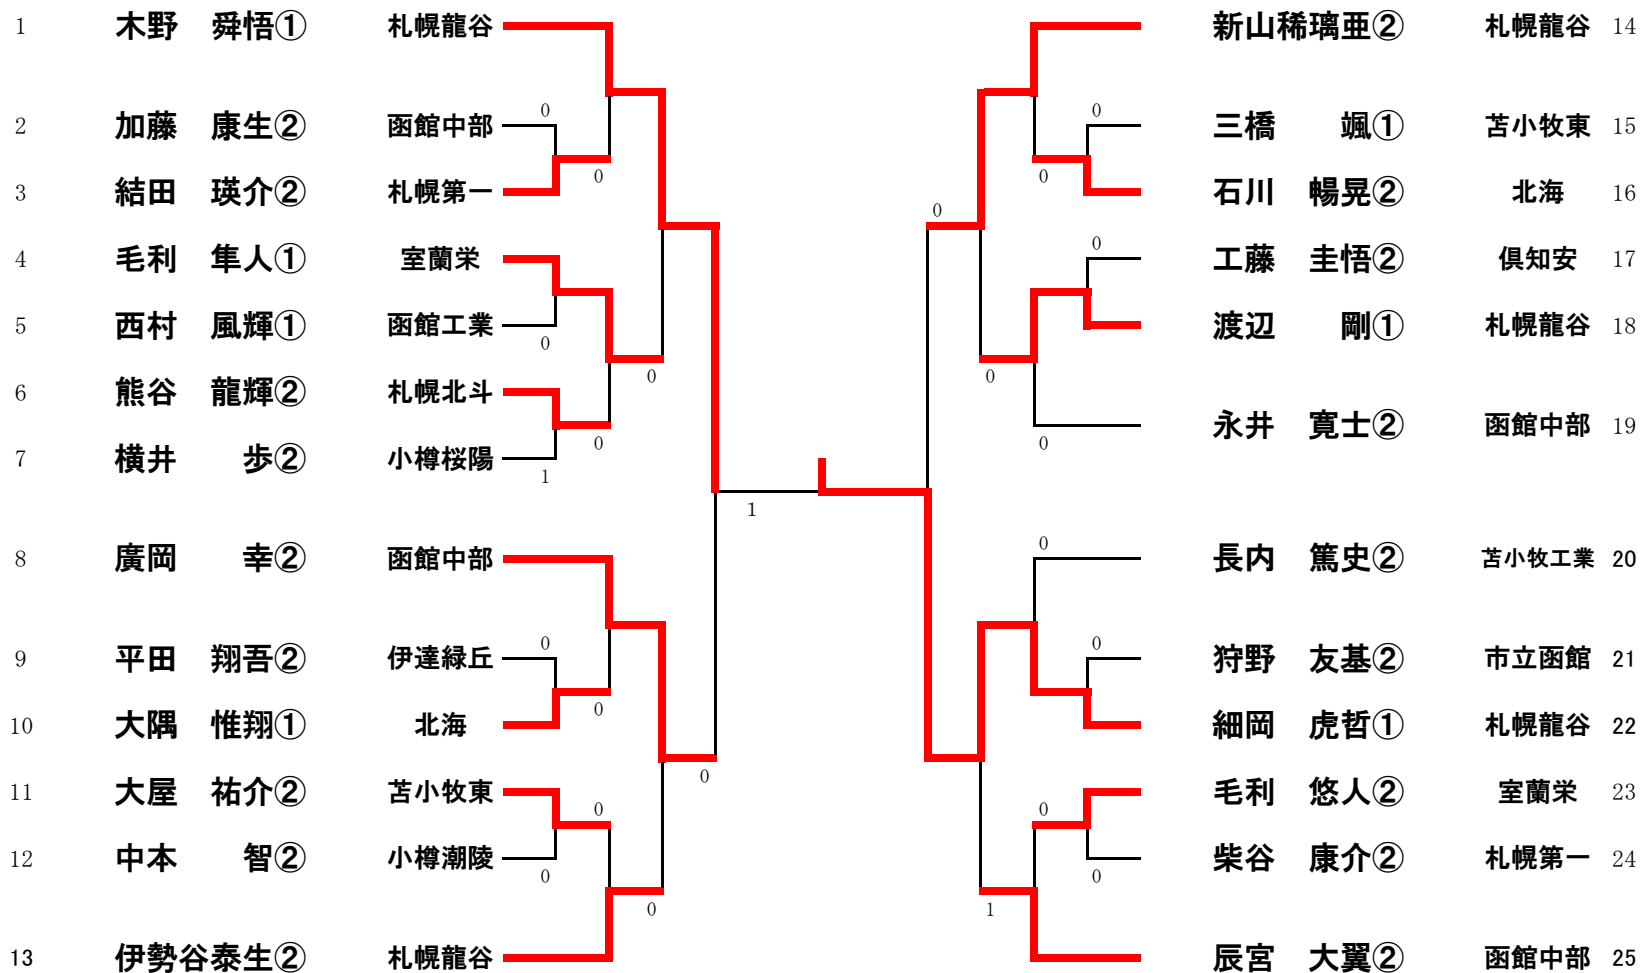 1 木野 舜悟① 札幌龍谷
2 加藤 康生② 函館中部 0
0
3 結田 瑛介② 札幌第一
4 毛利 隼人① 室蘭栄
5 西村 風輝① 函館工業 0
0
6 熊谷 龍輝② 札幌北斗
0
7 横井 歩② 小樽桜陽 1
8 廣岡 幸② 函館中部
9 平田 翔吾② 伊達緑丘 0
0
10 大隅 惟翔① 北海
0
11 大屋 祐介② 苫小牧東
0
12 中本 智② 小樽潮陵 0
0
13 伊勢谷泰生② 札幌龍谷
1
新山稀璃亜② 札幌龍谷 14
0 三橋 颯① 苫小牧東 15
0
石川 暢晃② 北海 16
0
0 工藤 圭悟② 倶知安 17
渡辺 剛① 札幌龍谷 18
0
0 永井 寛士② 函館中部 19
0 長内 篤史② 苫小牧工業 20
0 狩野 友基② 市立函館 21
細岡 虎哲① 札幌龍谷 22
毛利 悠人② 室蘭栄 23
0
0 柴谷 康介② 札幌第一 24
1
辰宮 大翼② 函館中部 25